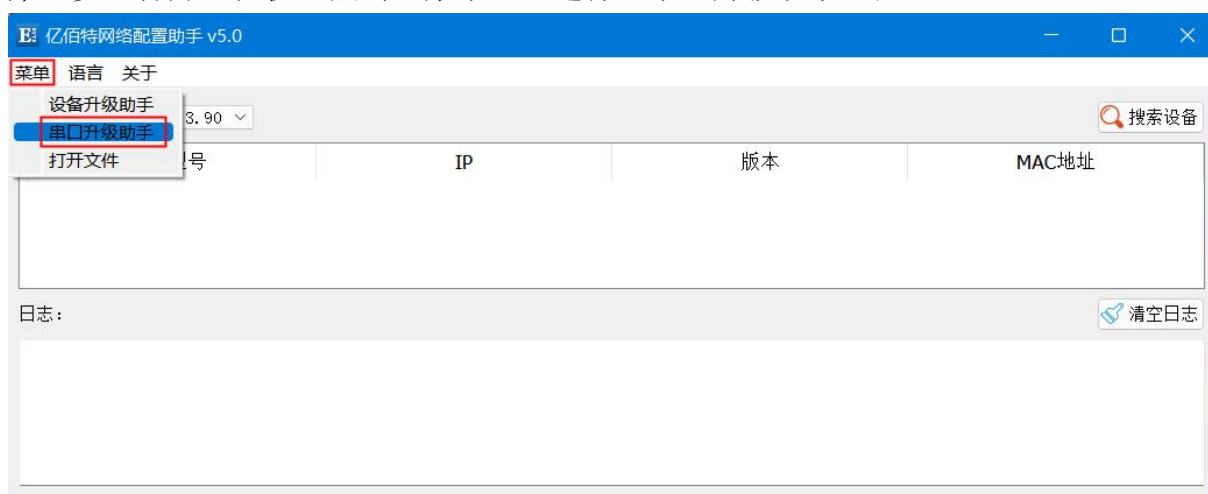 亿佰特网络配置助手 v5.0
菜单 语言 关于
设备升级助手
3.90
搜索设备
串口升级助手
打开文件
号 IP 版本 MAC地址
日志:
清空日志